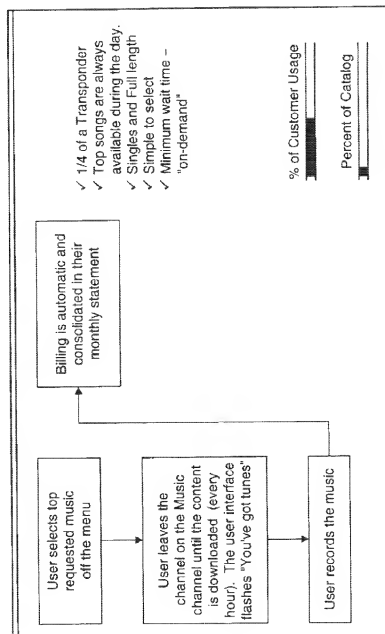 User selects top
requested music
off the menu
User leaves the
channel on the Music
channel until the content
is downloaded (every
hour). The user interface
flashes "You've got tunes"
User records the music
Billing is automatic and
consolidated in their
monthly statement
✓ 1/4 of a Transponder
✓ Top songs are always
available during the day.
✓ Singles and Full length
✓ Simple to select
✓ Minimum wait time –
"on-demand"
% of Customer Usage
Percent of Catalog